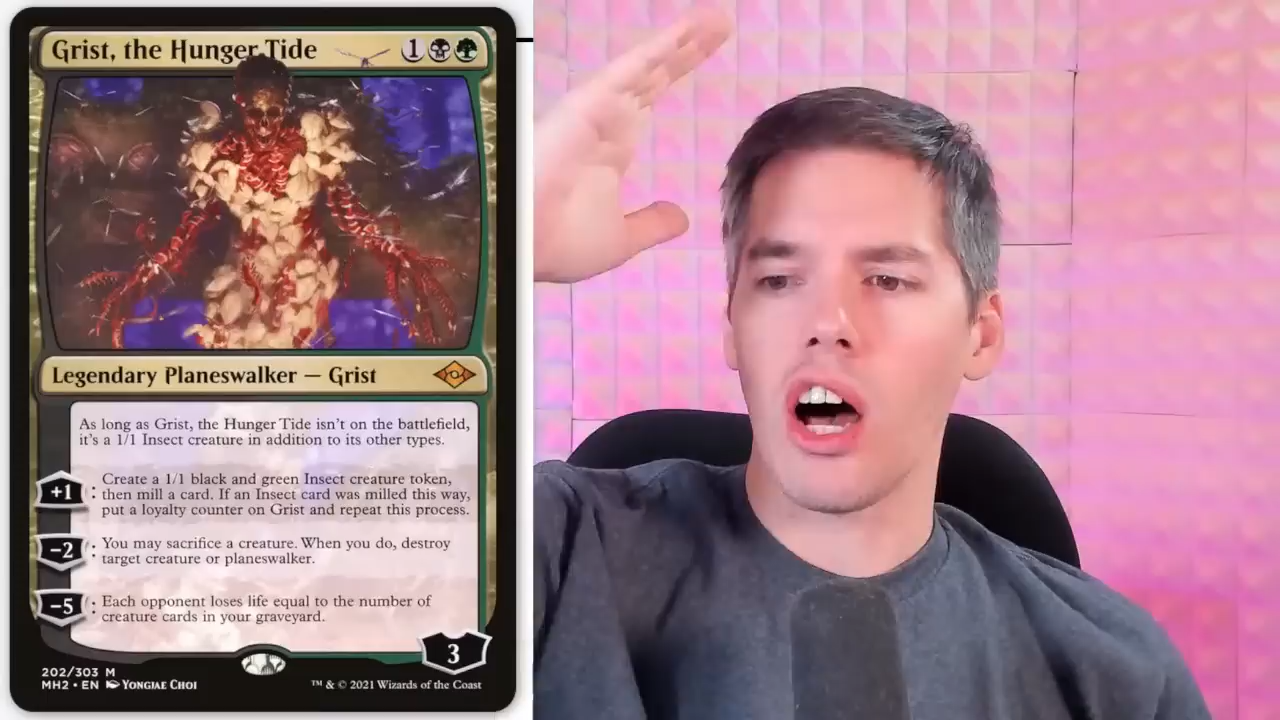 Grist, the Hunger Tide 1
Legendary Planeswalker — Grist
As long as Grist, the Hunger Tide isn't on the battlefield,
it's a 1/1 Insect creature in addition to its other types.
+1 : Create a 1/1 black and green Insect creature token,
then mill a card. If an Insect card was milled this way,
put a loyalty counter on Grist and repeat this process.
−2 : You may sacrifice a creature. When you do, destroy
target creature or planeswalker.
−5 : Each opponent loses life equal to the number of
creature cards in your graveyard.
3
202/303 M
MH2 • EN Yongjae Choi
™ & © 2021 Wizards of the Coast